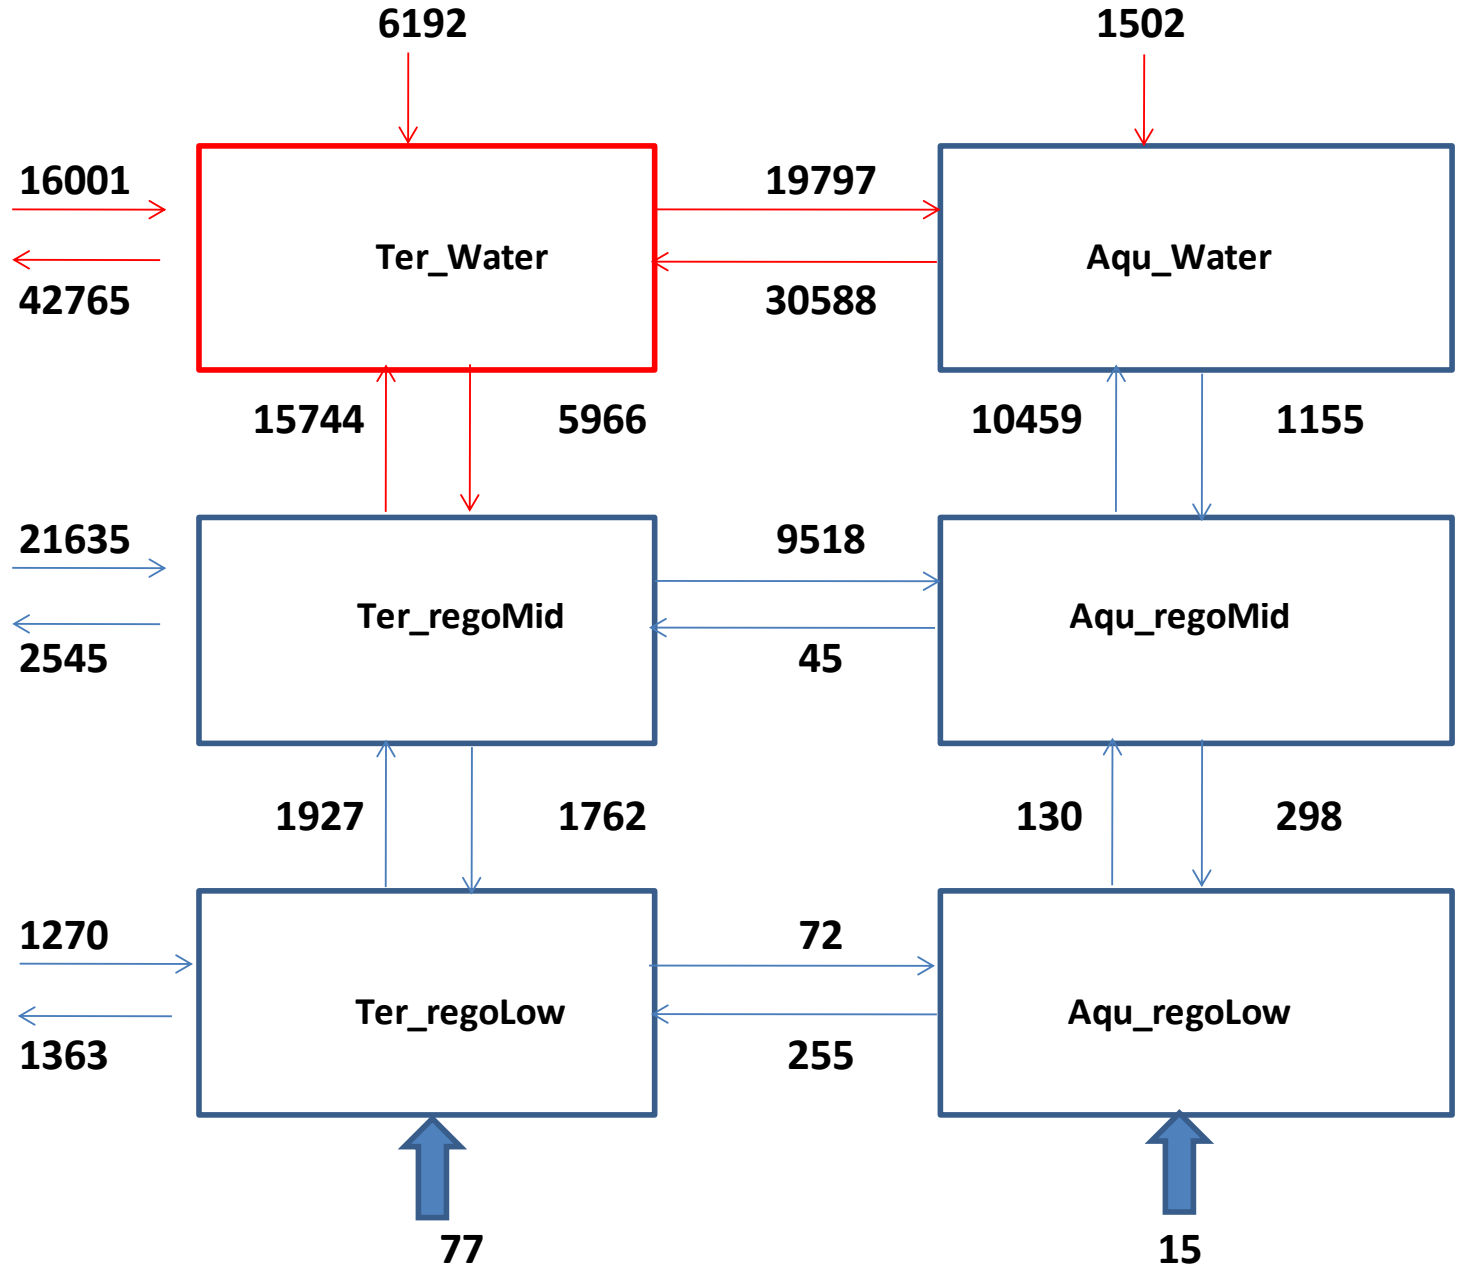 6192 1502
16001 19797
Ter_Water Aqu_Water
42765 30588
15744 5966 10459 1155
21635 9518
Ter_regoMid Aqu_regoMid
2545 45
1927 1762 130 298
1270 72
Ter_regoLow Aqu_regoLow
1363 255
77 15